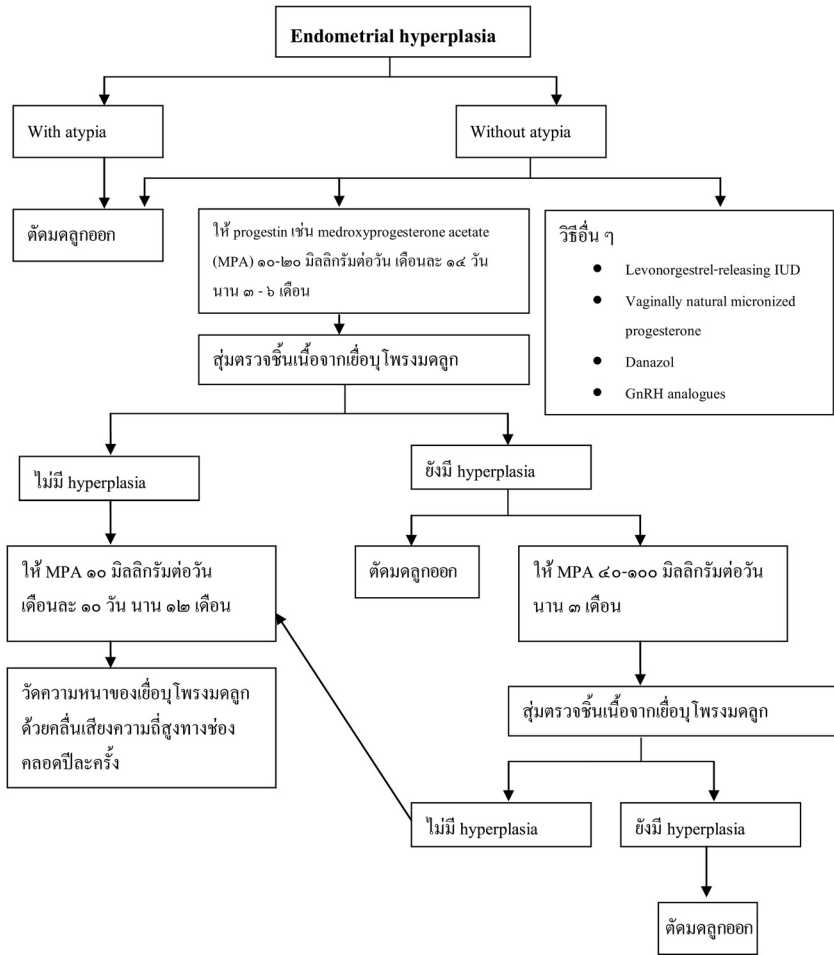 Endometrial hyperplasia
With atypia
Without atypia
ตัดมดลูกออก
ให้ progestin เช่น medroxyprogesterone acetate
(MPA) ๑๐-๒๐ มิลลิกรัมต่อวัน เดือนละ ๑๔ วัน
นาน ๓ - ๖ เดือน
วิธีอื่น ๆ
● Levonorgestrel-releasing IUD
● Vaginally natural micronized
progesterone
● Danazol
● GnRH analogues
สุ่มตรวจชิ้นเนื้อจากเยื่อบุโพรงมดลูก
ไม่มี hyperplasia
ยังมี hyperplasia
ให้ MPA ๑๐ มิลลิกรัมต่อวัน
เดือนละ ๑๐ วัน นาน ๑๒ เดือน
ตัดมดลูกออก
ให้ MPA ๔๐-๑๐๐ มิลลิกรัมต่อวัน
นาน ๓ เดือน
วัดความหนาของเยื่อบุโพรงมดลูก
ด้วยคลื่นเสียงความถี่สูงทางช่อง
คลอดปีละครั้ง
สุ่มตรวจชิ้นเนื้อจากเยื่อบุโพรงมดลูก
ไม่มี hyperplasia
ยังมี hyperplasia
ตัดมดลูกออก